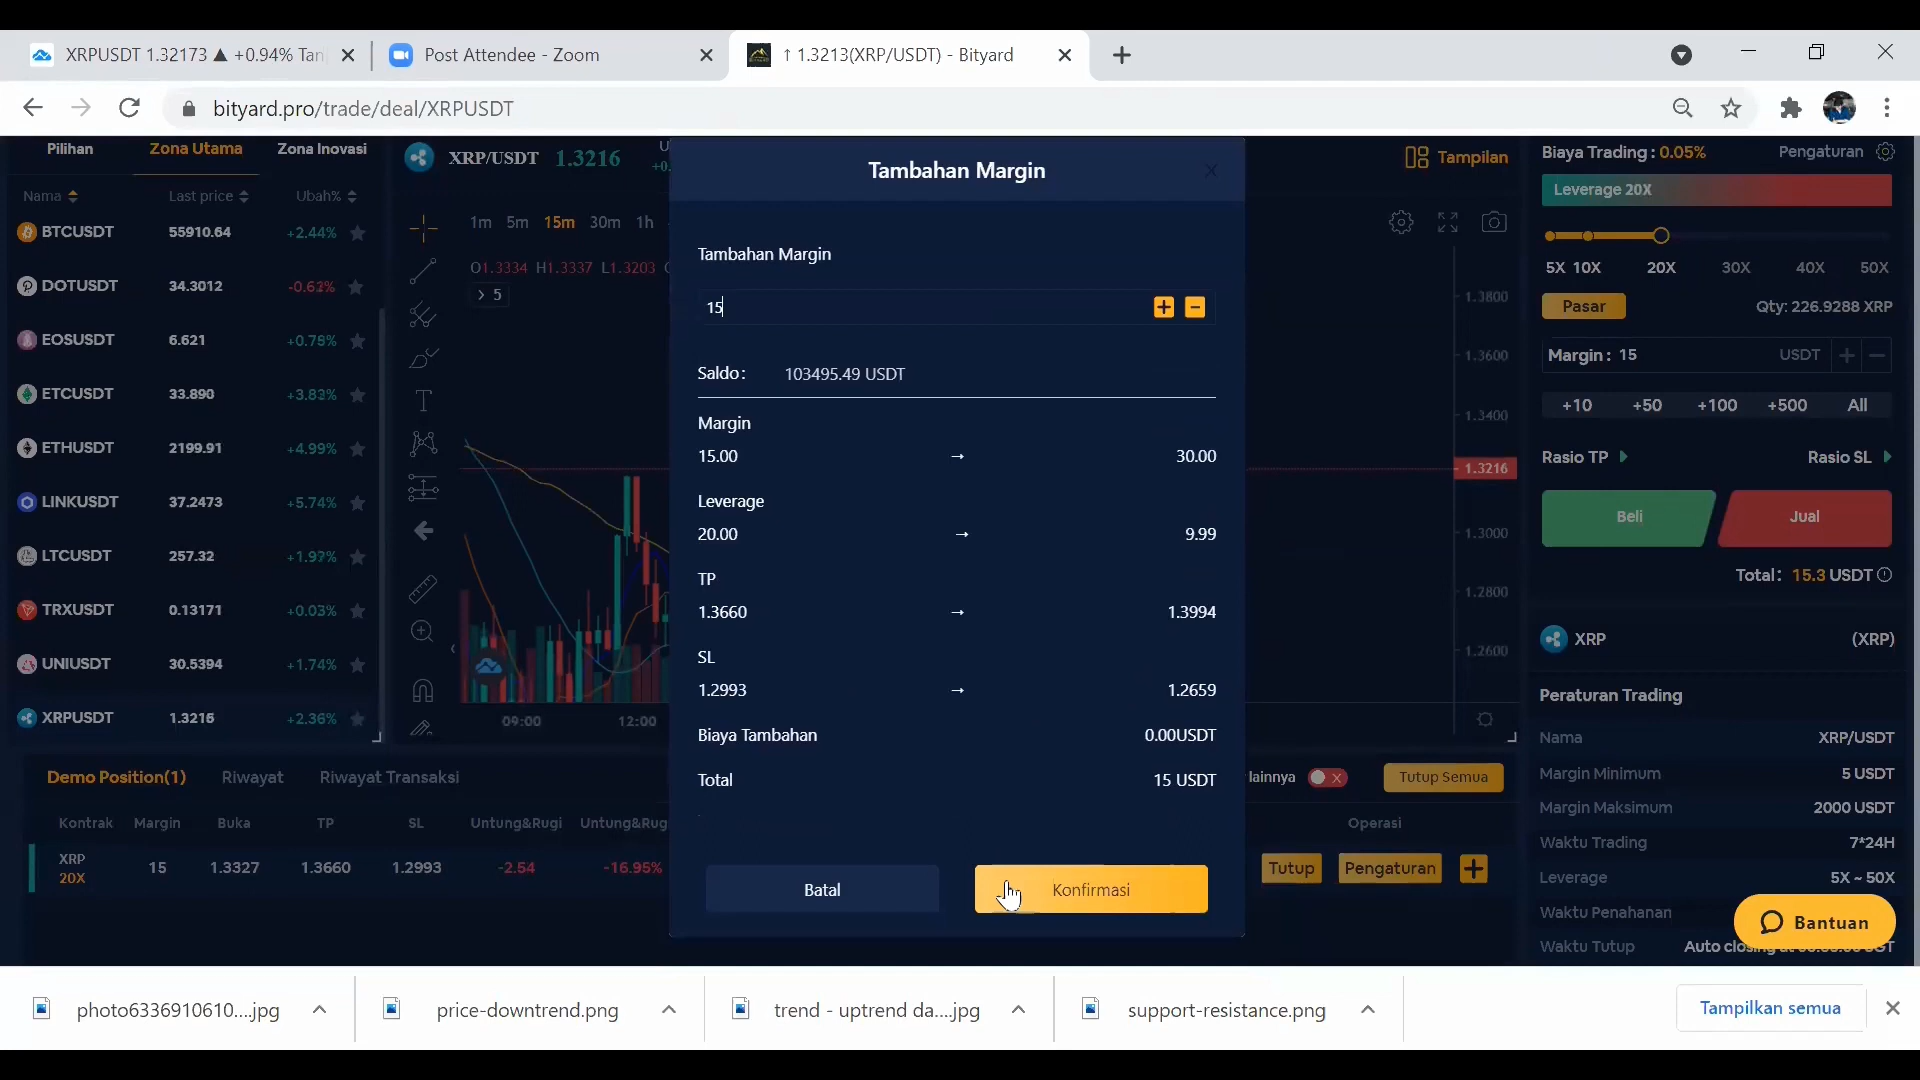 XRPUSDT 1.32173 ▲ +0.94% Tan
Post Attendee - Zoom
↑ 1.3213(XRP/USDT) - Bityard
bityard.pro/trade/deal/XRPUSDT
Pilihan Zona Utama Zona Inovasi
Nama Last price Ubah%
BTCUSDT 55910.64 +2.44%
DOTUSDT 34.3012 -0.62%
EOSUSDT 6.621 +0.78%
ETCUSDT 33.890 +3.83%
ETHUSDT 2199.91 +4.99%
LINKUSDT 37.2473 +5.74%
LTCUSDT 257.32 +1.97%
TRXUSDT 0.13171 +0.03%
UNIUSDT 30.5394 +1.74%
XRPUSDT 1.3216 +2.36%
XRP/USDT 1.3216
1m 5m 15m 30m 1h
O1.3334 H1.3337 L1.3203
> 5
09:00 12:00
Tampilan
1.3800
1.3600
1.3400
1.3216
1.3000
1.2800
1.2600
Tambahan Margin
Tambahan Margin
15
+ −
Saldo: 103495.49 USDT
Margin
15.00 → 30.00
Leverage
20.00 → 9.99
TP
1.3660 → 1.3994
SL
1.2993 → 1.2659
Biaya Tambahan 0.00USDT
Total 15 USDT
Batal Konfirmasi
Biaya Trading : 0.05% Pengaturan
Leverage 20X
5X 10X 20X 30X 40X 50X
Pasar Qty: 226.9288 XRP
Margin : 15 USDT + −
+10 +50 +100 +500 All
Rasio TP Rasio SL
Beli Jual
Total: 15.3 USDT
XRP (XRP)
Peraturan Trading
Nama XRP/USDT
Margin Minimum 5 USDT
Margin Maksimum 2000 USDT
Waktu Trading 7*24H
Leverage 5X ~ 50X
Waktu Penahanan
Waktu Tutup Auto
Bantuan
Demo Position(1) Riwayat Riwayat Transaksi
lainnya Tutup Semua
Kontrak Margin Buka TP SL Untung&Rugi Untung&Rug Operasi
XRP 15 1.3327 1.3660 1.2993 -2.54 -16.95% Tutup Pengaturan +
20X
photo6336910610....jpg
price-downtrend.png
trend - uptrend da....jpg
support-resistance.png
Tampilkan semua